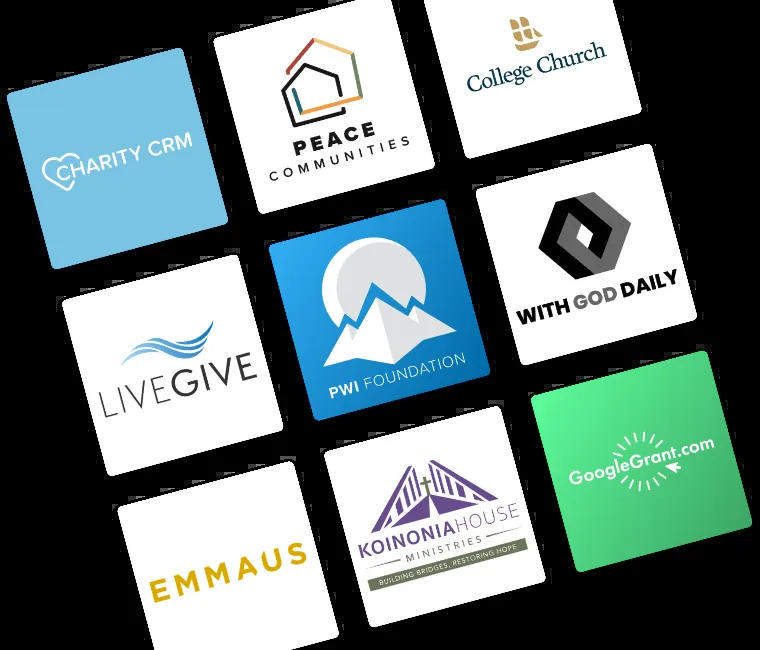 CHARITY CRM
PEACE
COMMUNITIES
College Church
LIVEGIVE
PWI FOUNDATION
WITH GOD DAILY
EMMAUS
KOINONIAHOUSE
MINISTRIES
BUILDING BRIDGES, RESTORING HOPE
GoogleGrant.com